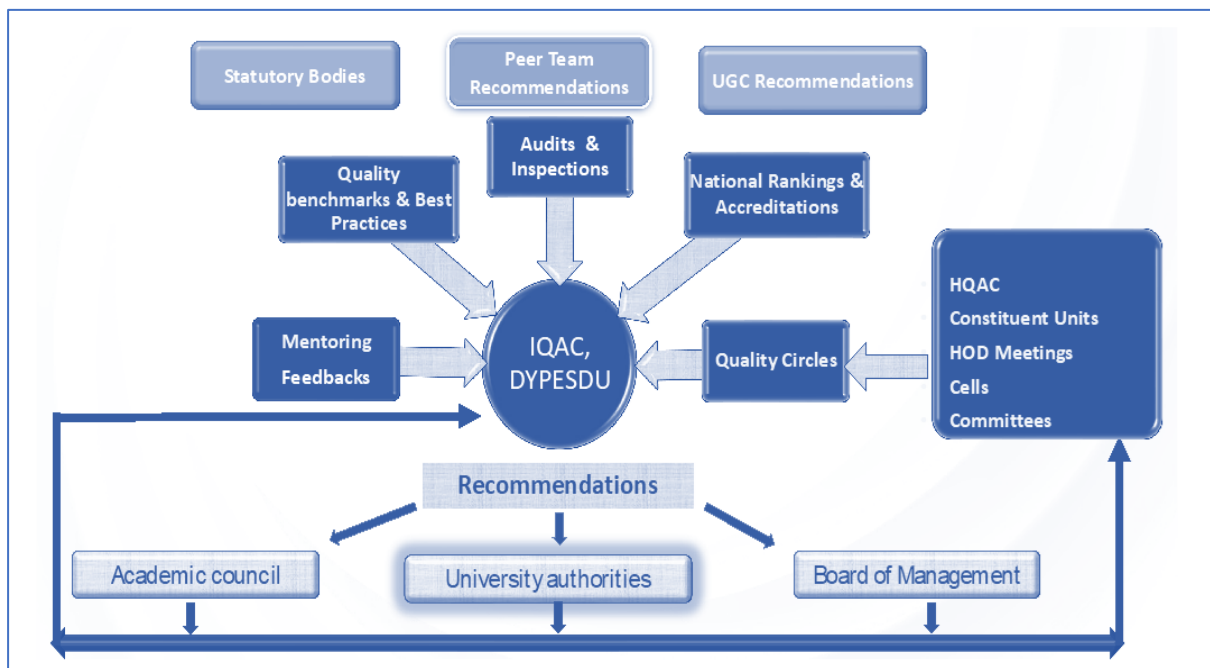 Statutory Bodies
Peer Team
Recommendations
UGC Recommendations
Audits & Inspections
Quality
benchmarks & Best
Practices
National Rankings &
Accreditations
Mentoring
Feedbacks
IQAC,
DYPESDU
Quality Circles
HQAC
Constituent Units
HOD Meetings
Cells
Committees
Recommendations
Academic council
University authorities
Board of Management